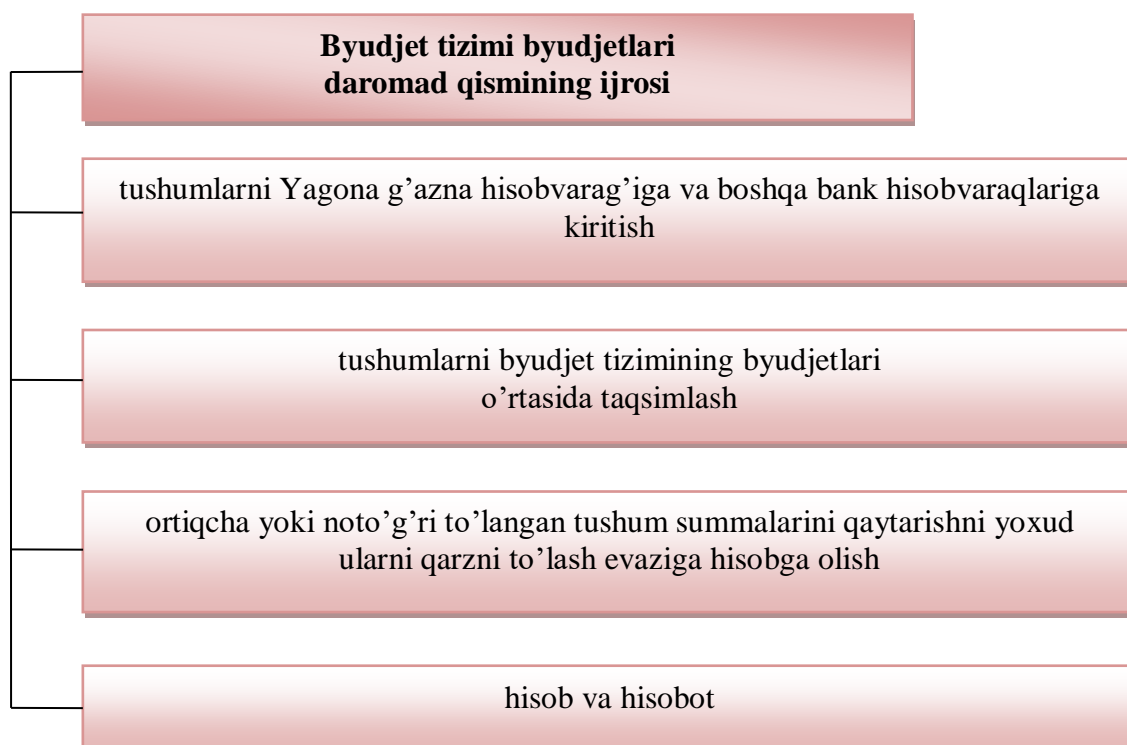 Byudjet tizimi byudjetlari
daromad qismining ijrosi
tushumlarni Yagona g’azna hisobvarag’iga va boshqa bank hisobvaraqlariga
kiritish
tushumlarni byudjet tizimining byudjetlari
o’rtasida taqsimlash
ortiqcha yoki noto’g’ri to’langan tushum summalarini qaytarishni yoxud
ularni qarzni to’lash evaziga hisobga olish
hisob va hisobot